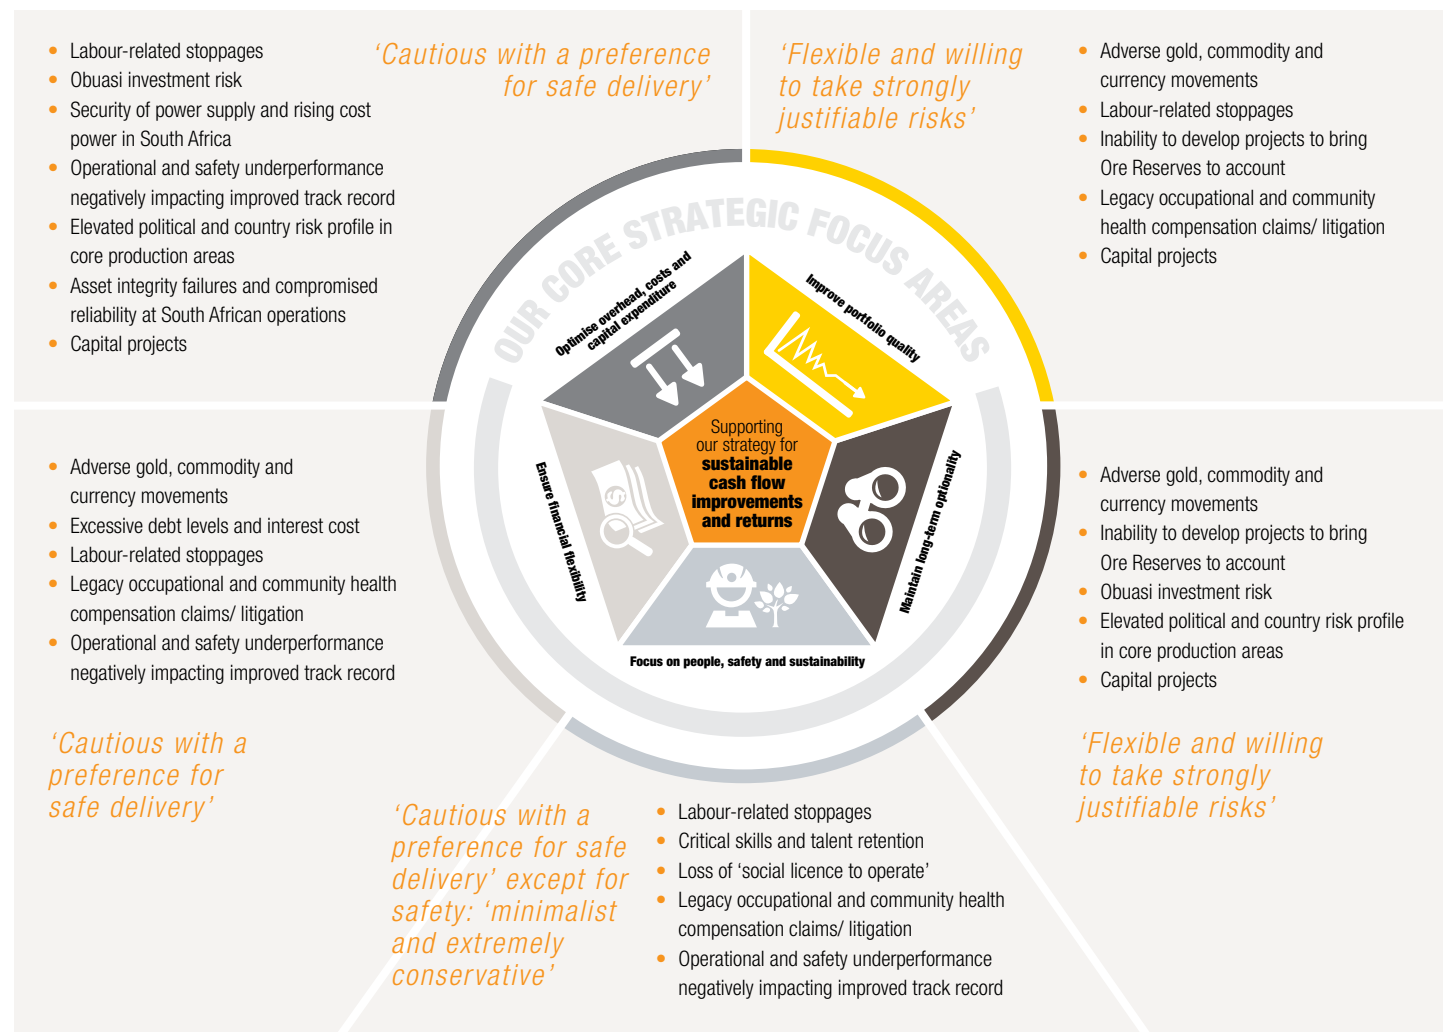 • Labour-related stoppages
• Obuasi investment risk
• Security of power supply and rising cost
power in South Africa
• Operational and safety underperformance
negatively impacting improved track record
• Elevated political and country risk profile in
core production areas
• Asset integrity failures and compromised
reliability at South African operations
• Capital projects
‘Cautious with a preference
for safe delivery’
‘Flexible and willing
to take strongly
justifiable risks’
• Adverse gold, commodity and
currency movements
• Labour-related stoppages
• Inability to develop projects to bring
Ore Reserves to account
• Legacy occupational and community
health compensation claims/ litigation
• Capital projects
OUR CORE STRATEGIC FOCUS AREAS
Optimise overhead, costs and
capital expenditure
Improve portfolio quality
Supporting
our strategy for
sustainable
cash flow
improvements
and returns
Ensure financial flexibility
Maintain long-term optionality
Focus on people, safety and sustainability
• Adverse gold, commodity and
currency movements
• Excessive debt levels and interest cost
• Labour-related stoppages
• Legacy occupational and community health
compensation claims/ litigation
• Operational and safety underperformance
negatively impacting improved track record
‘Cautious with a
preference for
safe delivery’
• Adverse gold, commodity and
currency movements
• Inability to develop projects to bring
Ore Reserves to account
• Obuasi investment risk
• Elevated political and country risk profile
in core production areas
• Capital projects
‘Flexible and willing
to take strongly
justifiable risks’
‘Cautious with a
preference for safe
delivery’ except for
safety: ‘minimalist
and extremely
conservative’
• Labour-related stoppages
• Critical skills and talent retention
• Loss of ‘social licence to operate’
• Legacy occupational and community health
compensation claims/ litigation
• Operational and safety underperformance
negatively impacting improved track record